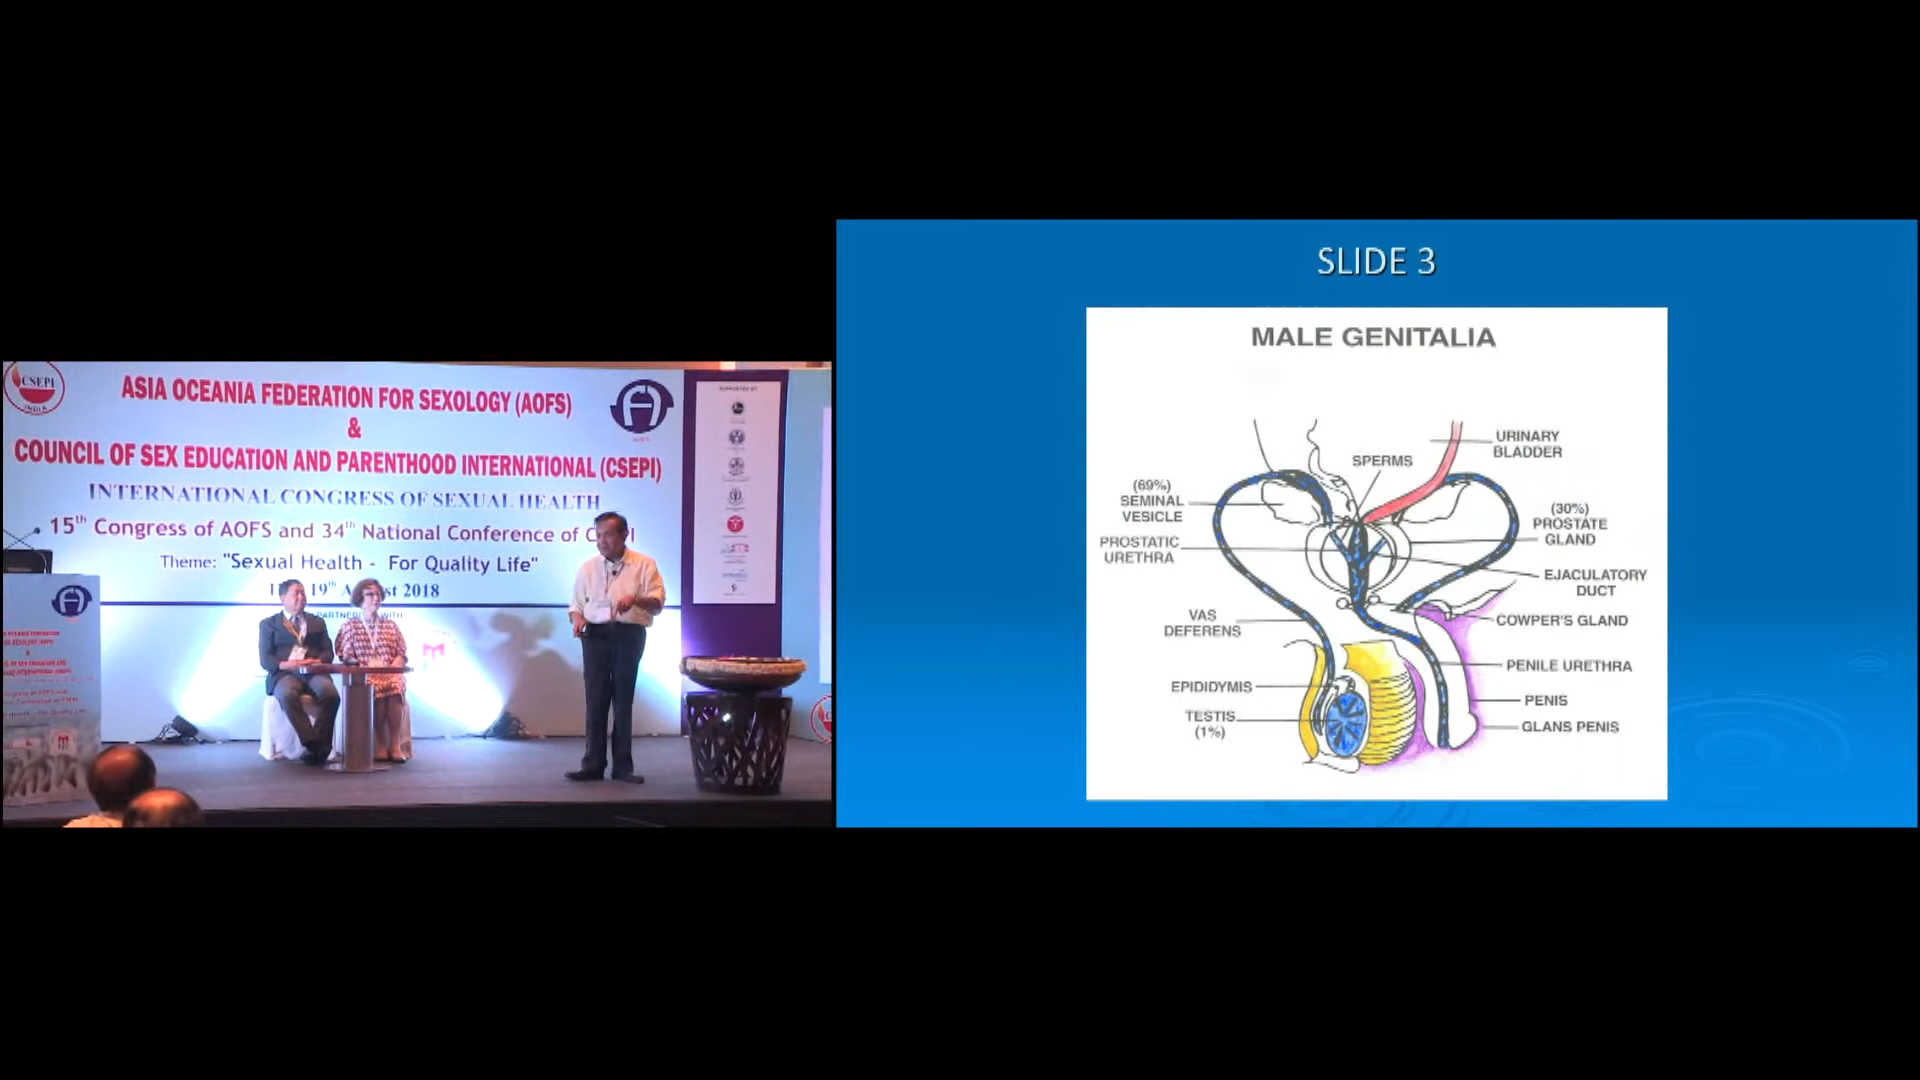 CSEPI
INDIA
ASIA OCEANIA FEDERATION FOR SEXOLOGY (AOFS)
&
COUNCIL OF SEX EDUCATION AND PARENTHOOD INTERNATIONAL (CSEPI)
INTERNATIONAL CONGRESS OF SEXUAL HEALTH
15th Congress of AOFS and 34th National Conference of
Theme: "Sexual Health - For Quality Life"
19th 2018
WITH
SUPPORTED BY
SLIDE 3
MALE GENITALIA
URINARY
BLADDER
SPERMS
(69%)
SEMINAL
VESICLE
(30%)
PROSTATE
GLAND
PROSTATIC
URETHRA
EJACULATORY
DUCT
VAS
DEFERENS
COWPER'S GLAND
PENILE URETHRA
EPIDIDYMIS
PENIS
TESTIS
(1%)
GLANS PENIS